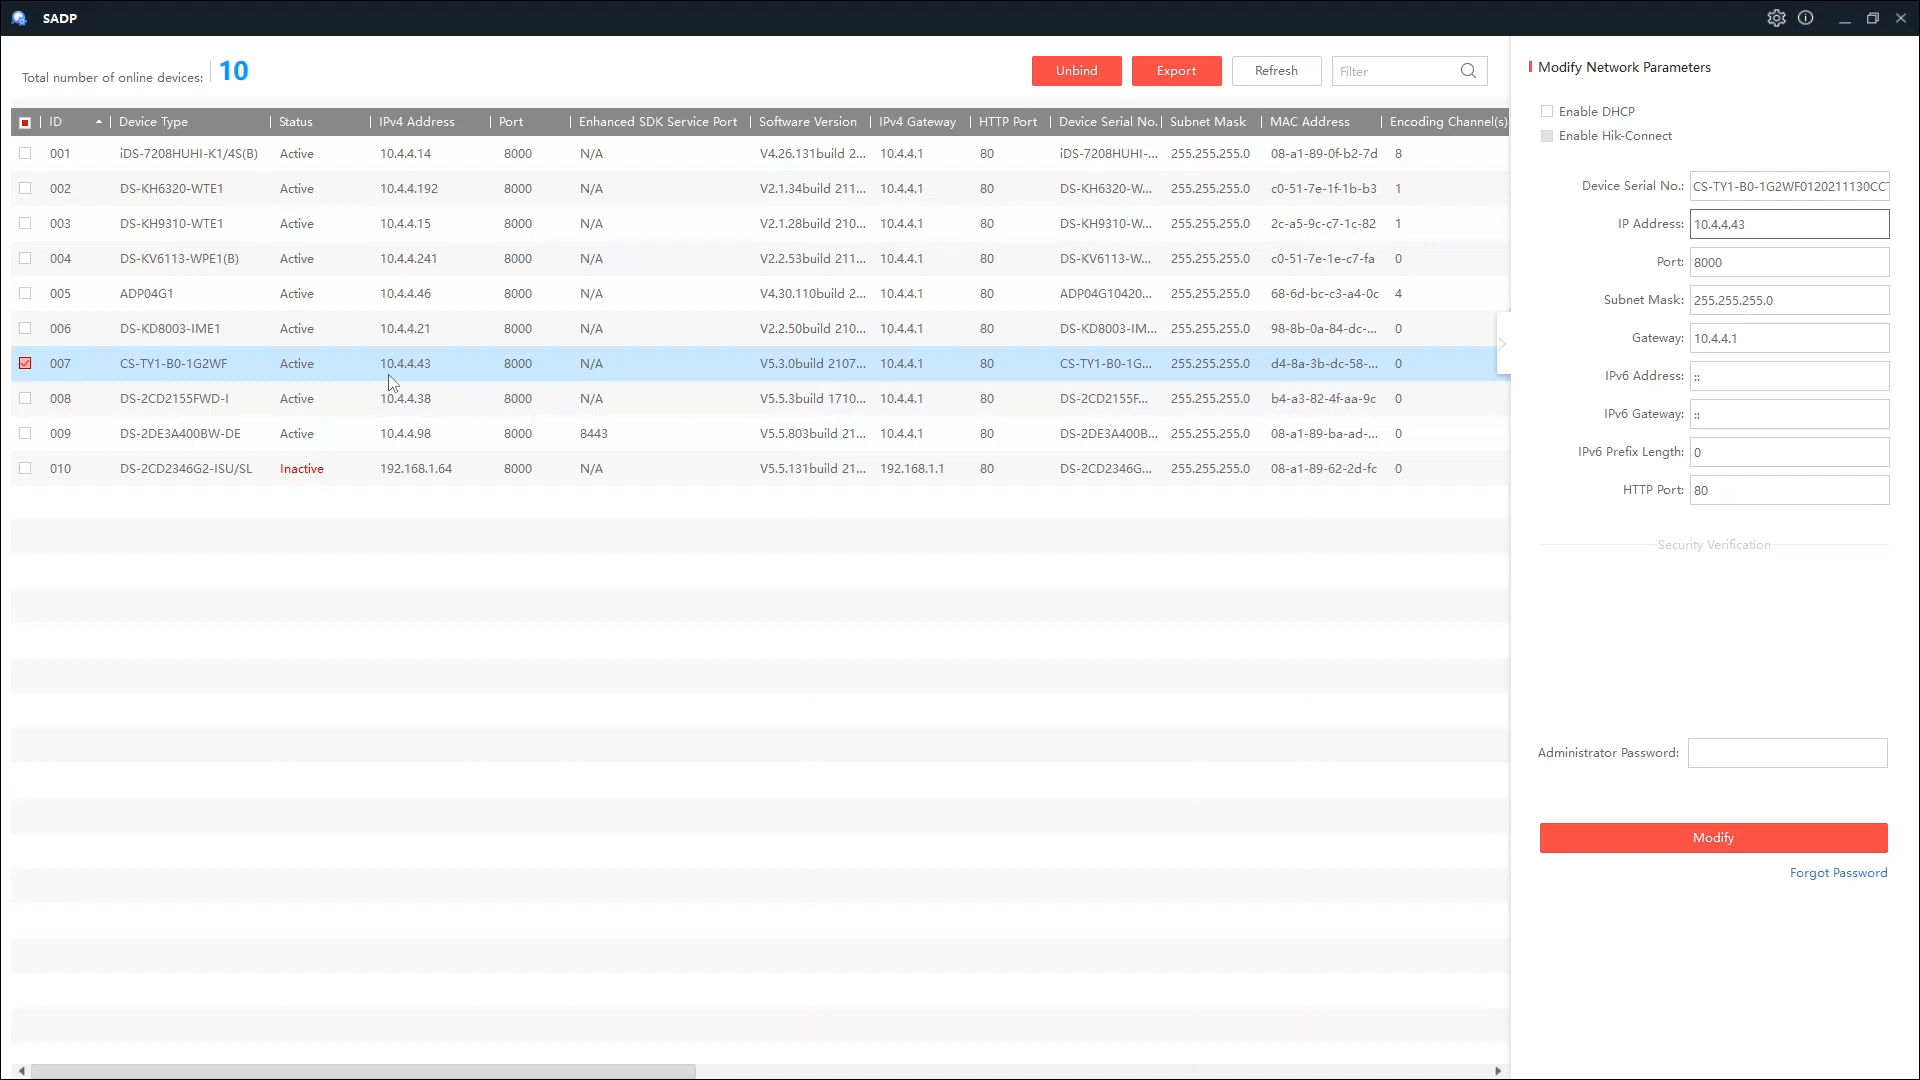 SADP
Total number of online devices: 10
Unbind Export Refresh Filter
ID Device Type Status IPv4 Address Port Enhanced SDK Service Port Software Version IPv4 Gateway HTTP Port Device Serial No. Subnet Mask MAC Address Encoding Channel(s)
001 iDS-7208HUHI-K1/4S(B) Active 10.4.4.14 8000 N/A V4.26.131build 2... 10.4.4.1 80 iDS-7208HUHI-... 255.255.255.0 08-a1-89-0f-b2-7d 8
002 DS-KH6320-WTE1 Active 10.4.4.192 8000 N/A V2.1.34build 211... 10.4.4.1 80 DS-KH6320-W... 255.255.255.0 c0-51-7e-1f-1b-b3 1
003 DS-KH9310-WTE1 Active 10.4.4.15 8000 N/A V2.1.28build 210... 10.4.4.1 80 DS-KH9310-W... 255.255.255.0 2c-a5-9c-c7-1c-82 1
004 DS-KV6113-WPE1(B) Active 10.4.4.241 8000 N/A V2.2.53build 211... 10.4.4.1 80 DS-KV6113-W... 255.255.255.0 c0-51-7e-1e-c7-fa 0
005 ADP04G1 Active 10.4.4.46 8000 N/A V4.30.110build 2... 10.4.4.1 80 ADP04G10420... 255.255.255.0 68-6d-bc-c3-a4-0c 4
006 DS-KD8003-IME1 Active 10.4.4.21 8000 N/A V2.2.50build 210... 10.4.4.1 80 DS-KD8003-IM... 255.255.255.0 98-8b-0a-84-dc-... 0
007 CS-TY1-B0-1G2WF Active 10.4.4.43 8000 N/A V5.3.0build 2107... 10.4.4.1 80 CS-TY1-B0-1G... 255.255.255.0 d4-8a-3b-dc-58-... 0
008 DS-2CD2155FWD-I Active 10.4.4.38 8000 N/A V5.5.3build 1710... 10.4.4.1 80 DS-2CD2155F... 255.255.255.0 b4-a3-82-4f-aa-9c 0
009 DS-2DE3A400BW-DE Active 10.4.4.98 8000 8443 V5.5.803build 21... 10.4.4.1 80 DS-2DE3A400B... 255.255.255.0 08-a1-89-ba-ad-... 0
010 DS-2CD2346G2-ISU/SL Inactive 192.168.1.64 8000 N/A V5.5.131build 21... 192.168.1.1 80 DS-2CD2346G... 255.255.255.0 08-a1-89-62-2d-fc 0
Modify Network Parameters
Enable DHCP
Enable Hik-Connect
Device Serial No.: CS-TY1-B0-1G2WF0120211130CC
IP Address: 10.4.4.43
Port: 8000
Subnet Mask: 255.255.255.0
Gateway: 10.4.4.1
IPv6 Address: ::
IPv6 Gateway: ::
IPv6 Prefix Length: 0
HTTP Port: 80
Security Verification
Administrator Password:
Modify
Forgot Password